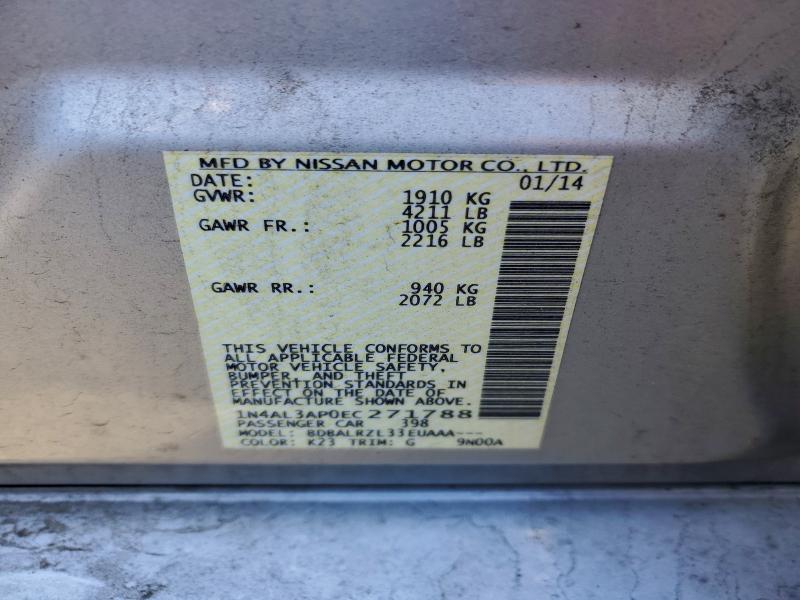 MFD BY NISSAN MOTOR CO., LTD.
DATE: 01/14
GVWR: 1910 KG
4211 LB
GAWR FR.: 1005 KG
2216 LB
GAWR RR.: 940 KG
2072 LB
THIS VEHICLE CONFORMS TO
ALL APPLICABLE FEDERAL
MOTOR VEHICLE SAFETY,
BUMPER, AND THEFT
PREVENTION STANDARDS IN
EFFECT ON THE DATE OF
MANUFACTURE SHOWN ABOVE.
1N4AL3AP0EC271788
PASSENGER CAR 398
MODEL: BDBALRZL33EUAAA---
COLOR: K23 TRIM: G 9N00A